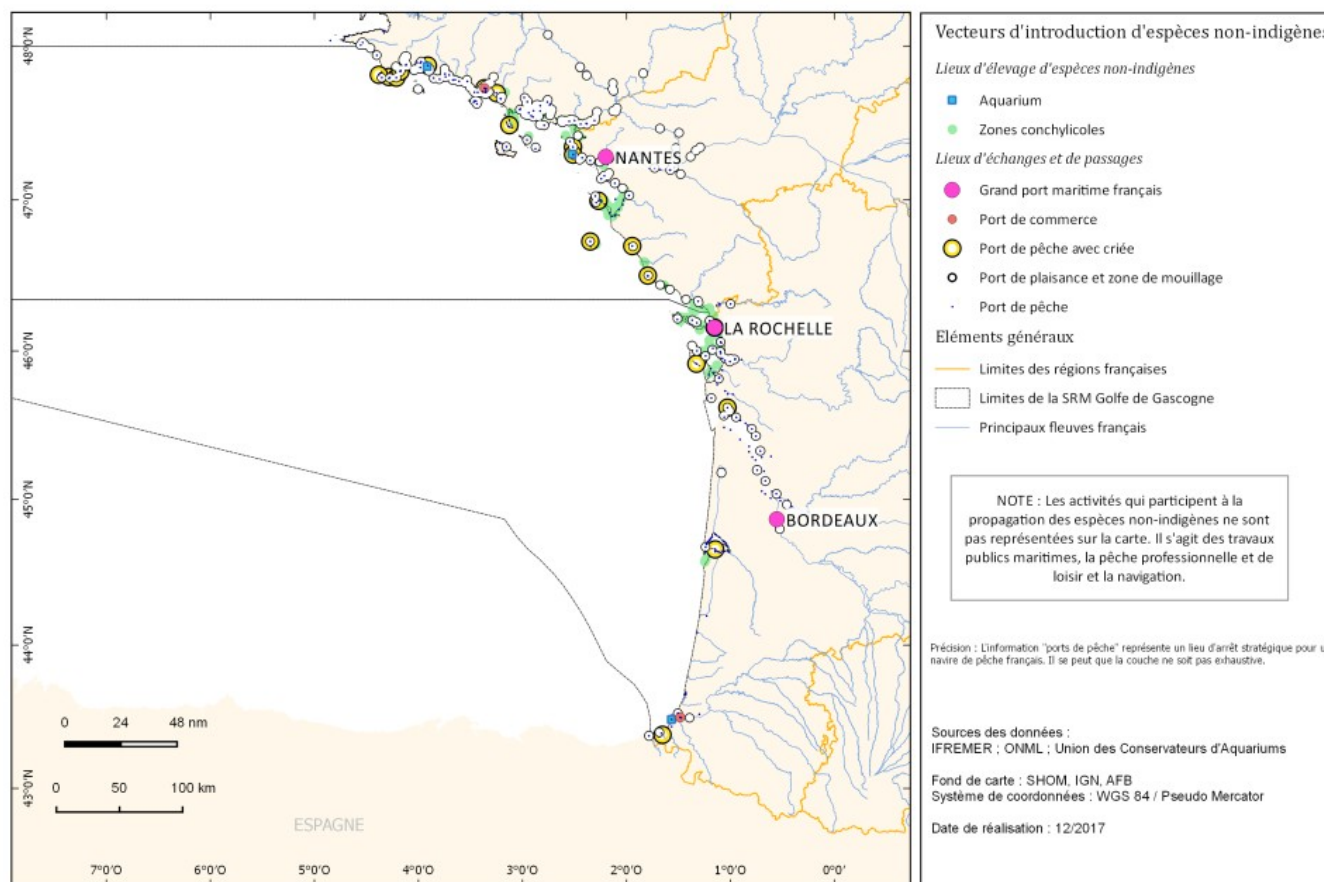 48°0'N
47°0'N
46°0'N
45°0'N
44°0'N
43°0'N
NANTES
LA ROCHELLE
BORDEAUX
ESPAGNE
0 24 48 nm
0 50 100 km
7°0'O 6°0'O 5°0'O 4°0'O 3°0'O 2°0'O 1°0'O 0°0'
Vecteurs d'introduction d'espèces non-indigènes
Lieux d'élevage d'espèces non-indigènes
Aquarium
Zones conchylicoles
Lieux d'échanges et de passages
Grand port maritime français
Port de commerce
Port de pêche avec criée
Port de plaisance et zone de mouillage
Port de pêche
Eléments généraux
Limites des régions françaises
Limites de la SRM Golfe de Gascogne
Principaux fleuves français
NOTE : Les activités qui participent à la
propagation des espèces non-indigènes ne sont
pas représentées sur la carte. Il s'agit des travaux
publics maritimes, la pêche professionnelle et de
loisir et la navigation.
Précision : L'information "ports de pêche" représente un lieu d'arrêt stratégique pour
navire de pêche français. Il se peut que la couche ne soit pas exhaustive.
Sources des données :
IFREMER ; ONML ; Union des Conservateurs d'Aquariums
Fond de carte : SHOM, IGN, AFB
Système de coordonnées : WGS 84 / Pseudo Mercator
Date de réalisation : 12/2017